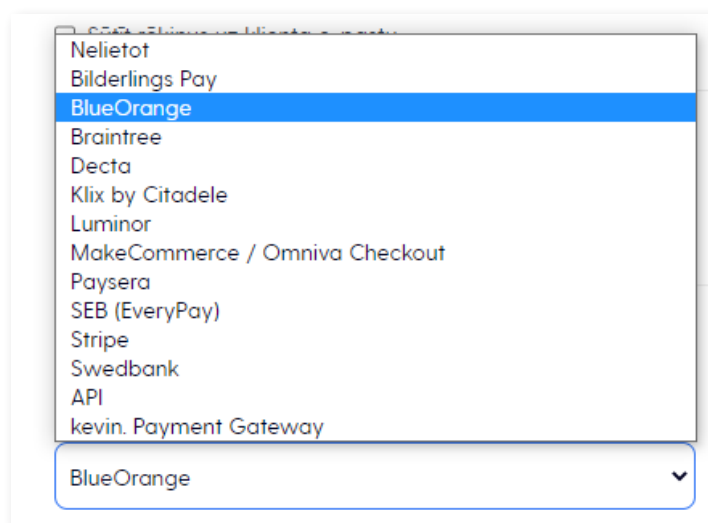 Nelietot
Bilderlings Pay
BlueOrange
Braintree
Decta
Klix by Citadele
Luminor
MakeCommerce / Omniva Checkout
Paysera
SEB (EveryPay)
Stripe
Swedbank
API
kevin. Payment Gateway
BlueOrange